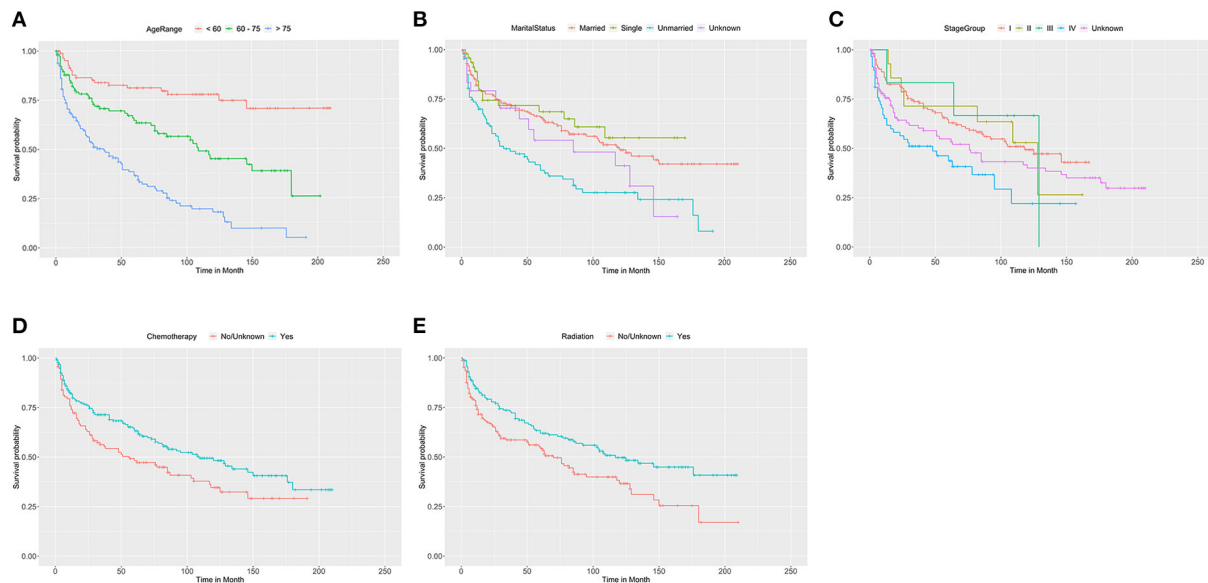 A
AgeRange < 60 60 - 75 > 75
1.00
0.75
0.50
0.25
0.00
Survival probability
0 50 100 150 200 250
Time in Month
B
MaritalStatus Married Single Unmarried Unknown
1.00
0.75
0.50
0.25
0.00
Survival probability
0 50 100 150 200 250
Time in Month
C
StageGroup I II III IV Unknown
1.00
0.75
0.50
0.25
0.00
Survival probability
0 50 100 150 200 250
Time in Month
D
Chemotherapy No/Unknown Yes
1.00
0.75
0.50
0.25
0.00
Survival probability
0 50 100 150 200 250
Time in Month
E
Radiation No/Unknown Yes
1.00
0.75
0.50
0.25
0.00
Survival probability
0 50 100 150 200 250
Time in Month